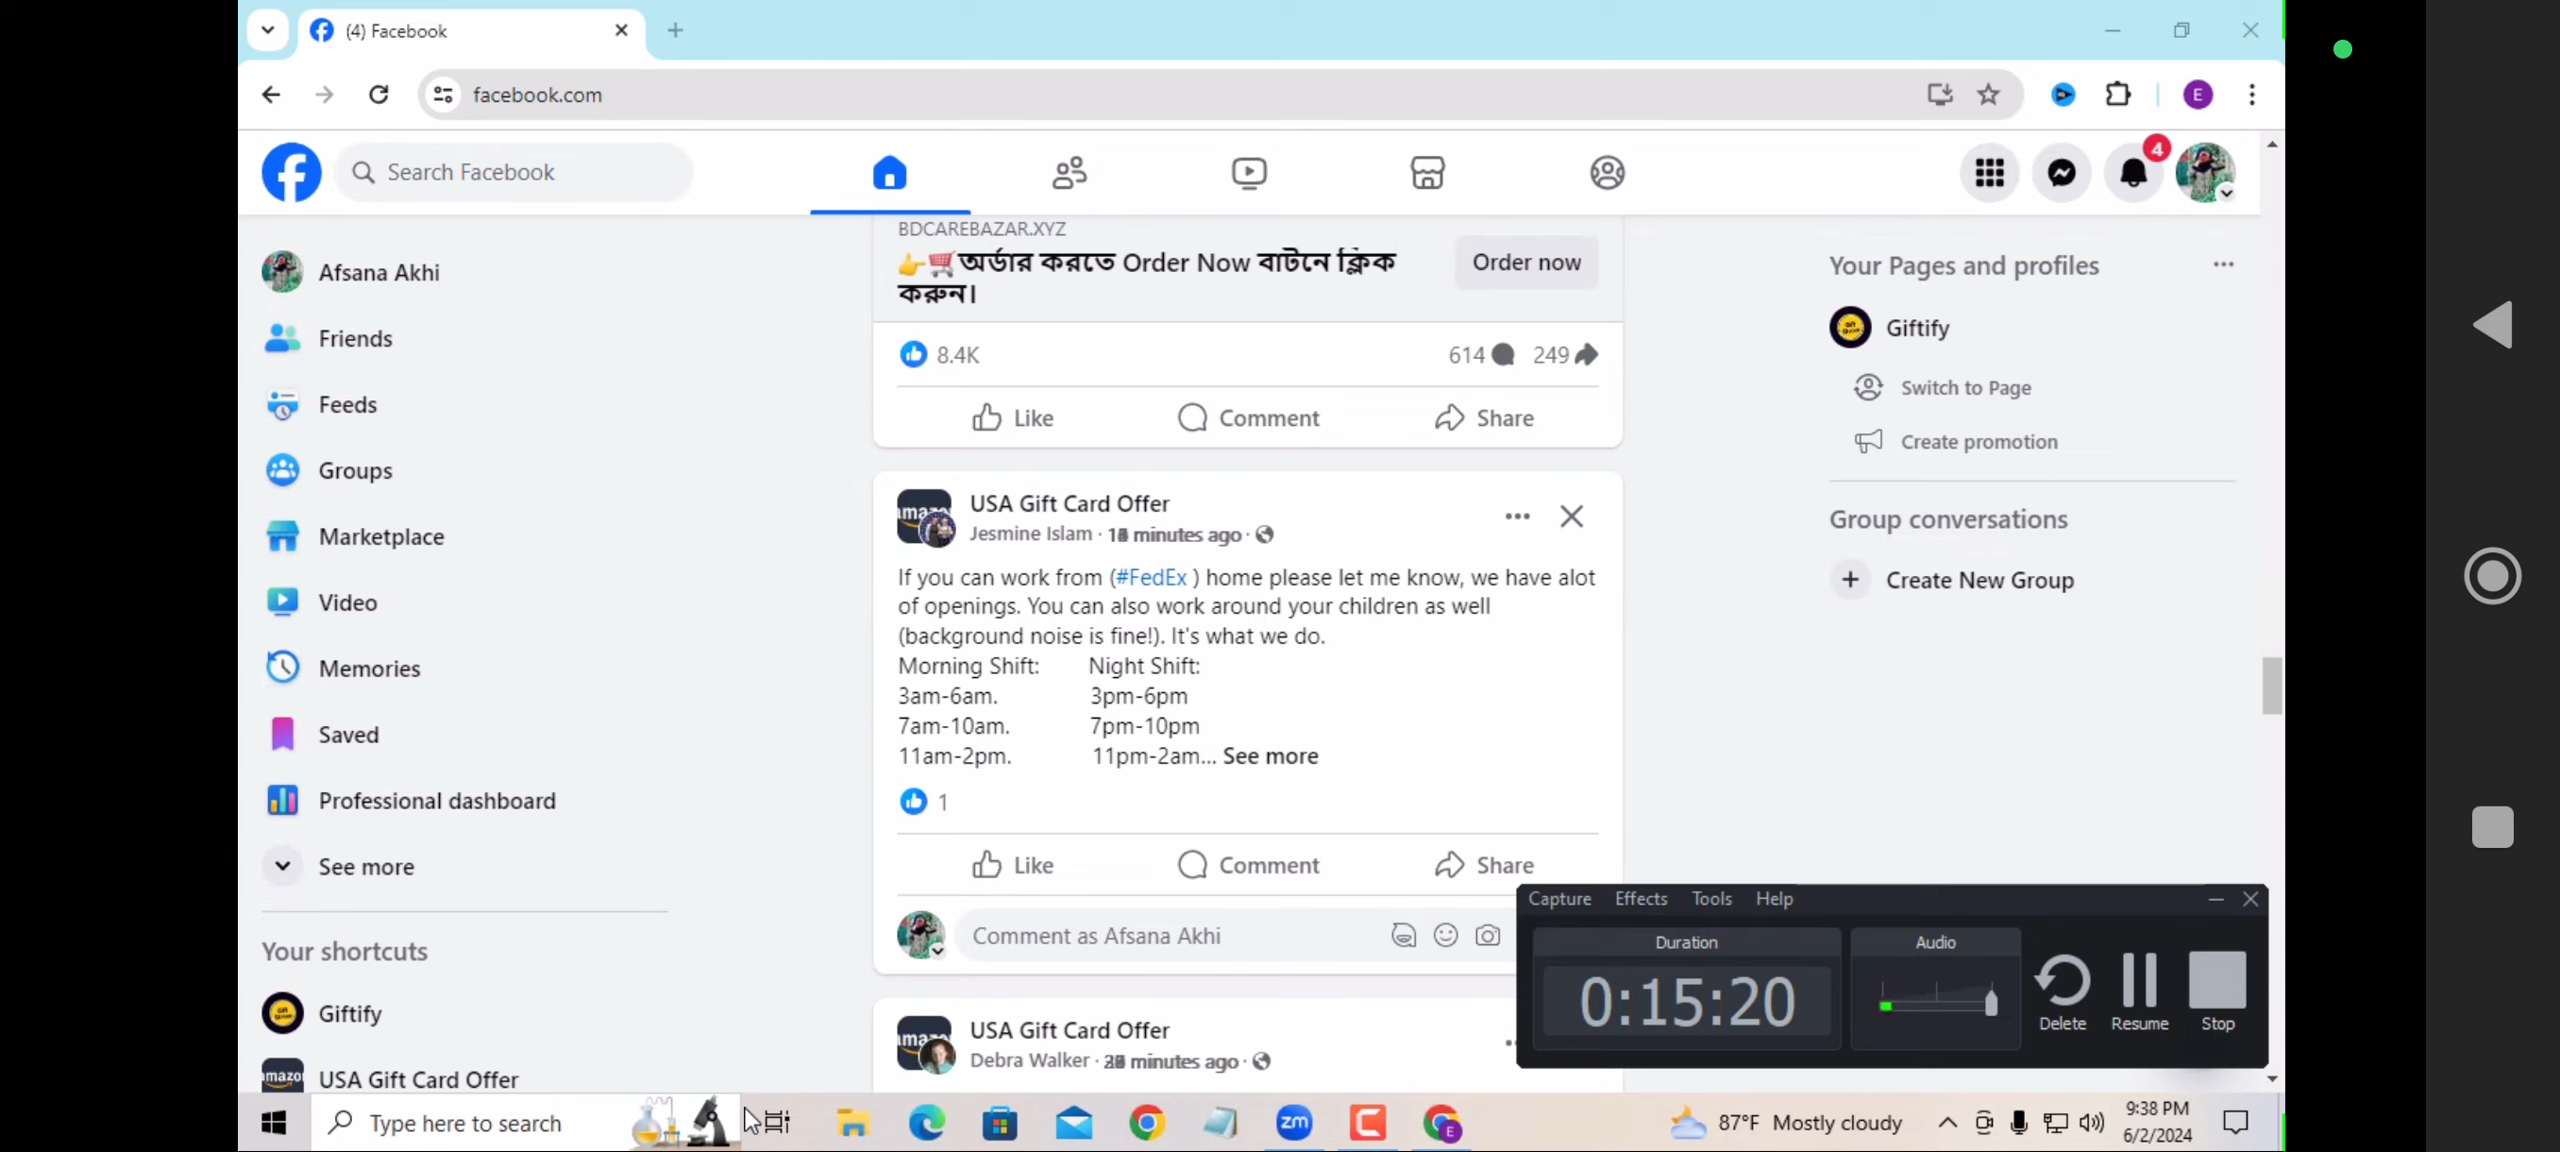 (4) Facebook
facebook.com
Search Facebook
4
E
Afsana Akhi
Friends
Feeds
Groups
Marketplace
Video
Memories
Saved
Professional dashboard
See more
Your shortcuts
Giftify
amazo
USA Gift Card Offer
BDCAREBAZAR.XYZ
👉🛒অর্ডার করতে Order Now বাটনে ক্লিক
করুন।
Order now
8.4K
614
249
Like
Comment
Share
USA Gift Card Offer
Jesmine Islam · minutes ago ·
If you can work from (#FedEx ) home please let me know, we have alot
of openings. You can also work around your children as well
(background noise is fine!). It's what we do.
Morning Shift: Night Shift:
3am-6am. 3pm-6pm
7am-10am. 7pm-10pm
11am-2pm. 11pm-2am... See more
1
Like
Comment
Share
Comment as Afsana Akhi
USA Gift Card Offer
Debra Walker · minutes ago ·
Your Pages and profiles
Giftify
Switch to Page
Create promotion
Group conversations
Create New Group
Capture Effects Tools Help
Duration
Audio
0:15:20
Delete
Resume
Stop
Type here to search
zm
E
87°F Mostly cloudy
9:38 PM
6/2/2024